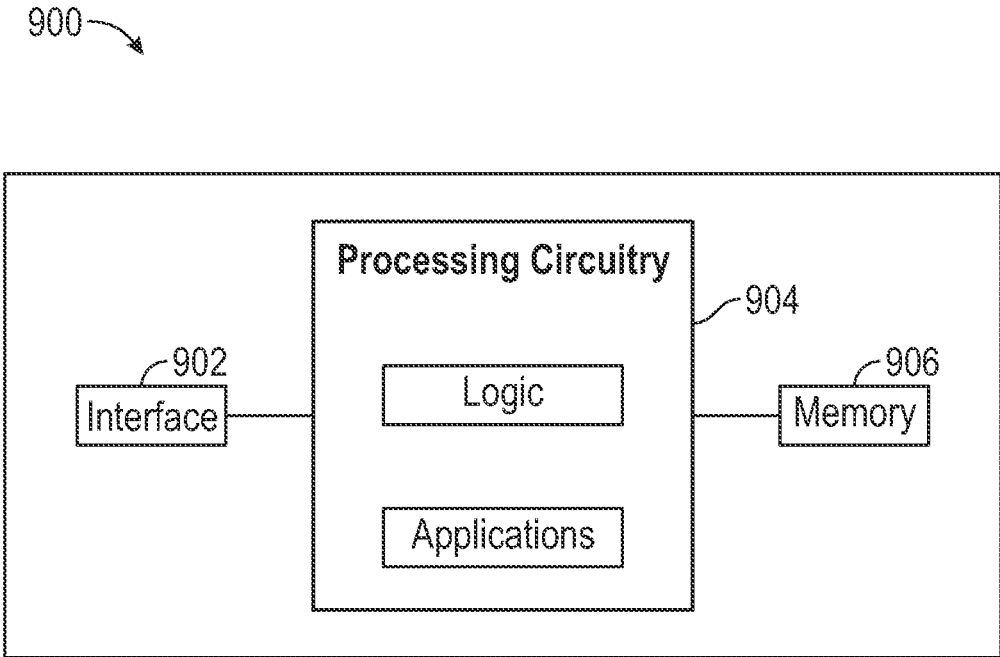 900
Processing Circuitry
904
902
906
Interface
Logic
Memory
Applications